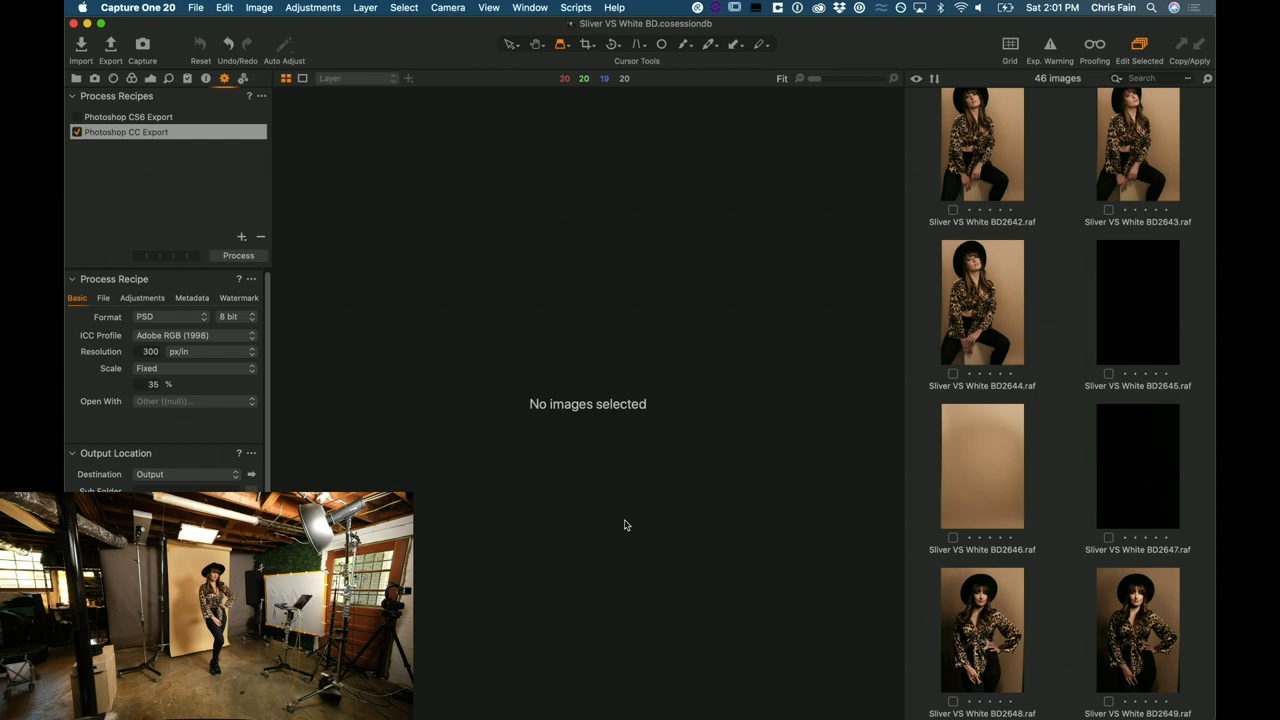 Capture One 20 File Edit Image Adjustments Layer Select Camera View Window Scripts Help Sat 2:01 PM Chris Fain
Sliver VS White BD.cosessiondb
Import Export Capture Reset Undo/Redo Auto Adjust Cursor Tools Grid Exp. Warning Proofing Edit Selected Copy/Apply
Layer 20 20 19 20 Fit 46 images Search
Process Recipes ?
Photoshop CS6 Export
Photoshop CC Export
Process
Process Recipe ?
Basic File Adjustments Metadata Watermark
Format PSD 8 bit
ICC Profile Adobe RGB (1998)
Resolution 300 px/in
Scale Fixed
35 %
Open With Other ((null))...
Output Location ?
Destination Output
Sub Folder
No images selected
Sliver VS White BD2642.raf Sliver VS White BD2643.raf
Sliver VS White BD2644.raf Sliver VS White BD2645.raf
Sliver VS White BD2646.raf Sliver VS White BD2647.raf
Sliver VS White BD2648.raf Sliver VS White BD2649.raf